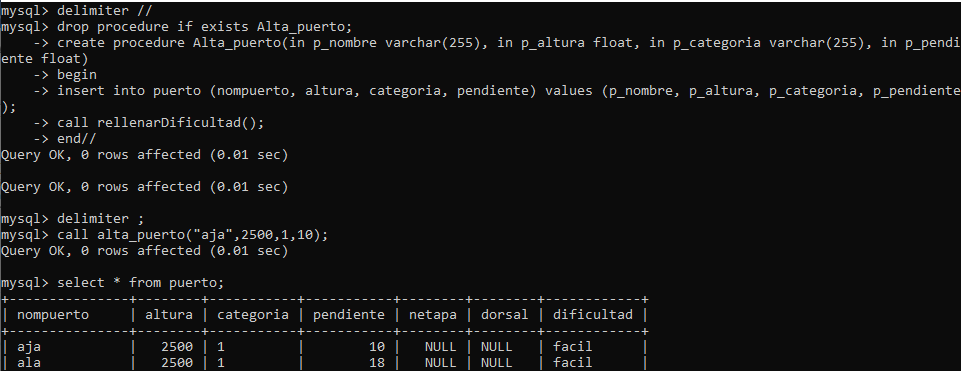 mysql> delimiter //
mysql> drop procedure if exists Alta_puerto;
    -> create procedure Alta_puerto(in p_nombre varchar(255), in p_altura float, in p_categoria varchar(255), in p_pendi
ente float)
    -> begin
    -> insert into puerto (nompuerto, altura, categoria, pendiente) values (p_nombre, p_altura, p_categoria, p_pendiente
);
    -> call rellenarDificultad();
    -> end//
Query OK, 0 rows affected (0.01 sec)

Query OK, 0 rows affected (0.01 sec)

mysql> delimiter ;
mysql> call alta_puerto("aja",2500,1,10);
Query OK, 0 rows affected (0.01 sec)

mysql> select * from puerto;
+---------------+--------+-----------+-----------+--------+--------+------------+
| nompuerto     | altura | categoria | pendiente | netapa | dorsal | dificultad |
+---------------+--------+-----------+-----------+--------+--------+------------+
| aja           |   2500 | 1         |        10 |   NULL | NULL   | facil      |
| ala           |   2500 | 1         |        18 |   NULL | NULL   | facil      |